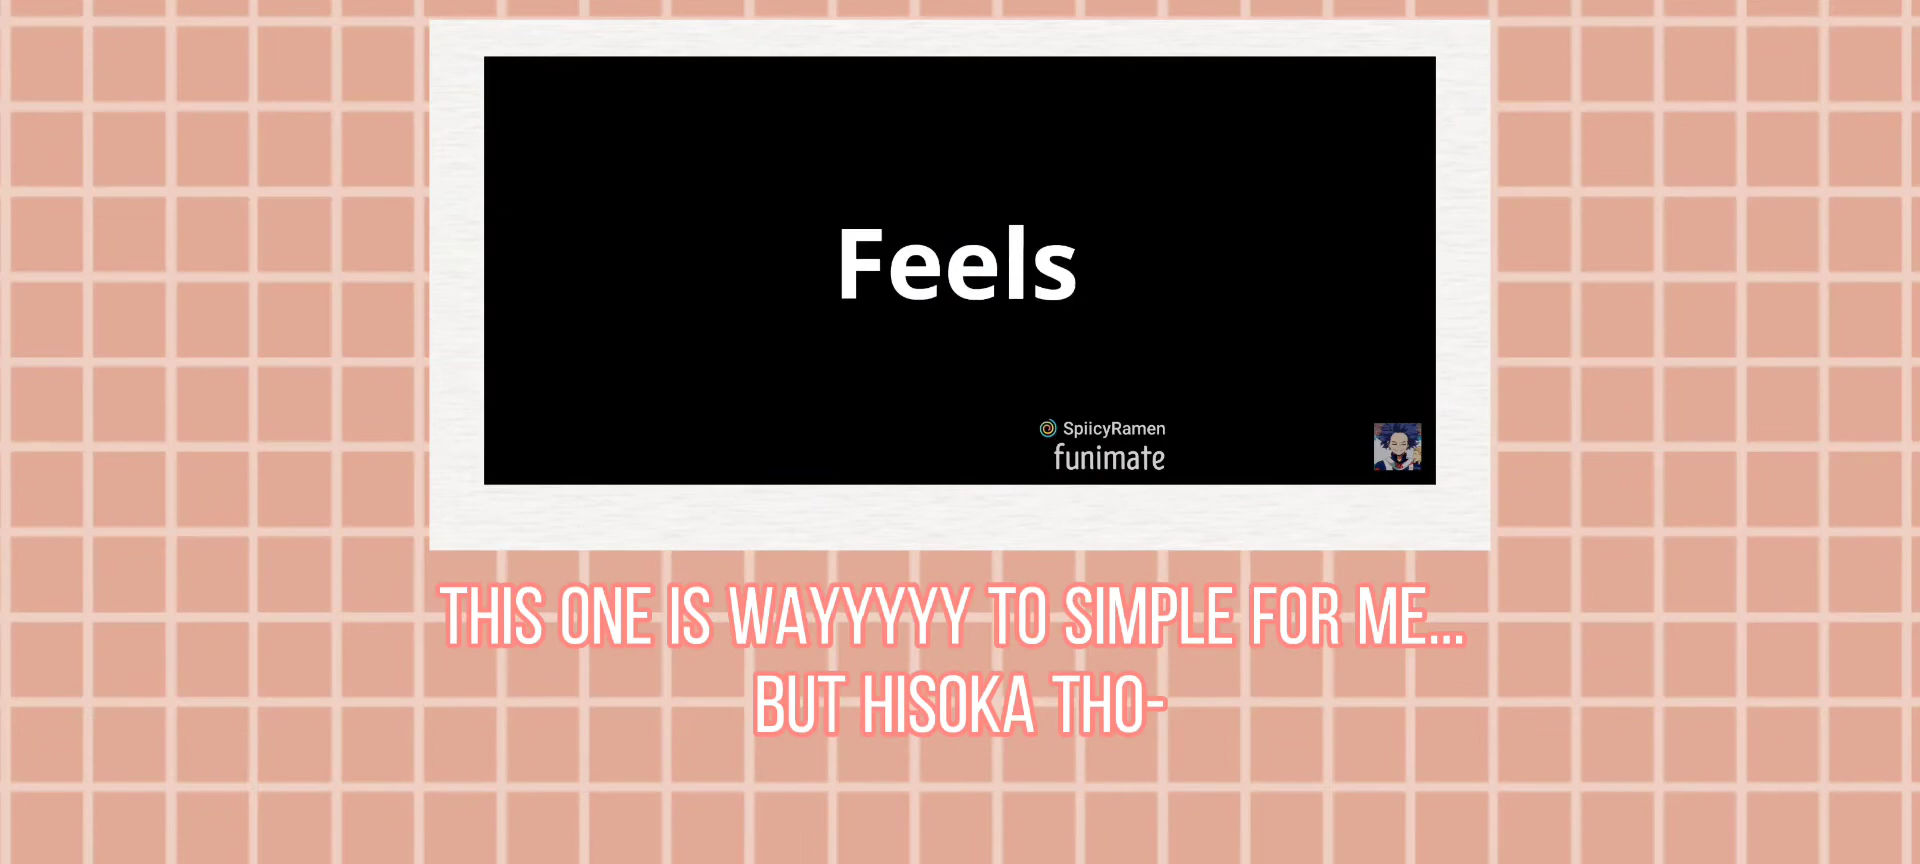 Feels
SpiicyRamen
funimate
THIS ONE IS WAYYYYY TO SIMPLE FOR ME...
BUT HISOKA THO-